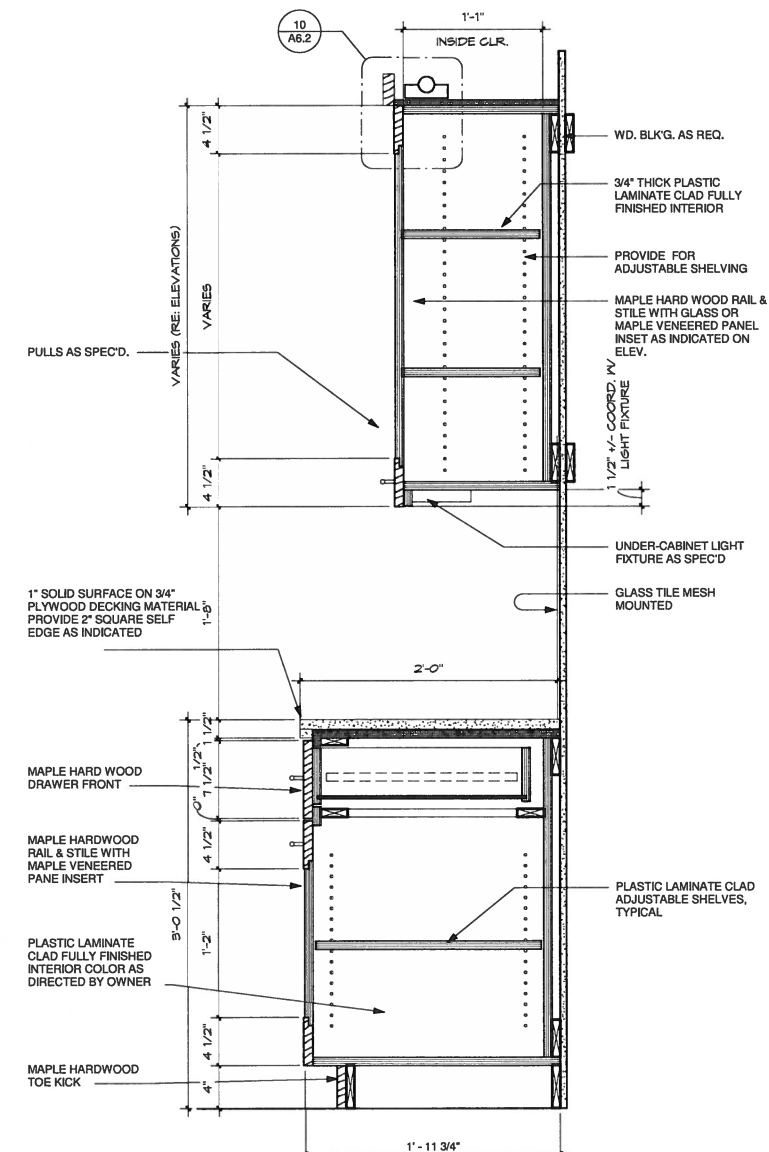 10
A6.2
1'-1"
INSIDE CLR.
4 1/2"
WD. BLK'G. AS REQ.
3/4" THICK PLASTIC
LAMINATE CLAD FULLY
FINISHED INTERIOR
PROVIDE FOR
ADJUSTABLE SHELVING
VARIES (RE: ELEVATIONS)
VARIES
MAPLE HARD WOOD RAIL &
STILE WITH GLASS OR
MAPLE VENEERED PANEL
INSET AS INDICATED ON
ELEV.
PULLS AS SPEC'D.
1 1/2" +/- COORD. W/
LIGHT FIXTURE
4 1/2"
UNDER-CABINET LIGHT
FIXTURE AS SPEC'D
GLASS TILE MESH
MOUNTED
1" SOLID SURFACE ON 3/4"
PLYWOOD DECKING MATERIAL
PROVIDE 2" SQUARE SELF
EDGE AS INDICATED
1'-8"
2'-0"
1 1/2"
1/2"
MAPLE HARD WOOD
DRAWER FRONT
7 1/2"
0"
MAPLE HARDWOOD
RAIL & STILE WITH
MAPLE VENEERED
PANE INSERT
4 1/2"
PLASTIC LAMINATE CLAD
ADJUSTABLE SHELVES,
TYPICAL
3'-0 1/2"
1'-2"
PLASTIC LAMINATE
CLAD FULLY FINISHED
INTERIOR COLOR AS
DIRECTED BY OWNER
4 1/2"
MAPLE HARDWOOD
TOE KICK
4"
1' - 11 3/4"